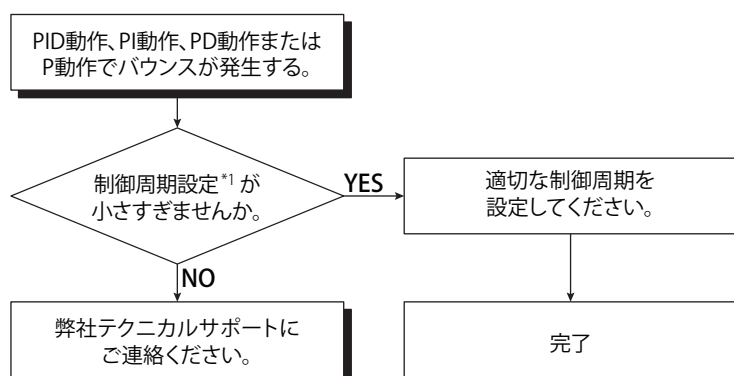 PID動作、PI動作、PD動作または
P動作でバウンスが発生する。
制御周期設定*1が
小さすぎませんか。
YES
適切な制御周期を
設定してください。
NO
弊社テクニカルサポートに
ご連絡ください。
完了